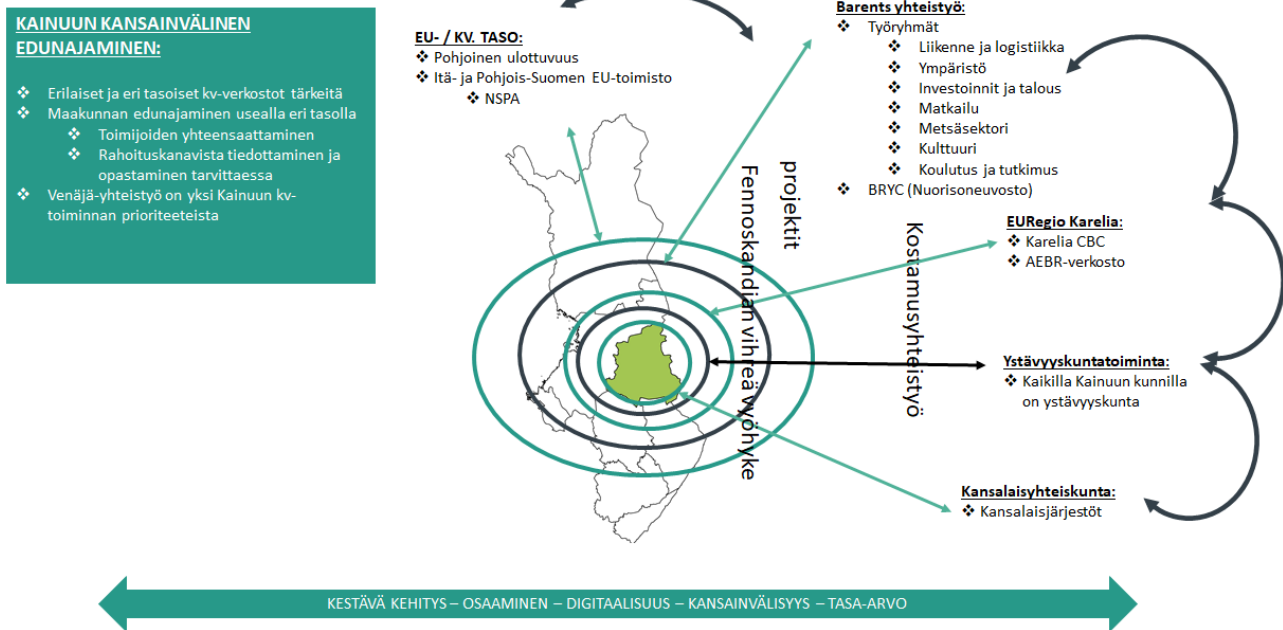 KAINUUN KANSAINVÄLINEN
EDUNAJAMINEN:
❖ Erilaiset ja eri tasoiset kv-verkostot tärkeitä
❖ Maakunnan edunajaminen usealla eri tasolla
❖ Toimijoiden yhteensaattaminen
❖ Rahoituskanavista tiedottaminen ja
opastaminen tarvittaessa
❖ Venäjä-yhteistyö on yksi Kainuun kv-
toiminnan prioriteeteista
EU- / KV. TASO:
❖ Pohjoinen ulottuvuus
❖ Itä- ja Pohjois-Suomen EU-toimisto
❖ NSPA
Barents yhteistyö:
❖ Työryhmät
❖ Liikenne ja logistiikka
❖ Ympäristö
❖ Investoinnit ja talous
❖ Matkailu
❖ Metsäsektori
❖ Kulttuuri
❖ Koulutus ja tutkimus
❖ BRYC (Nuorisoneuvosto)
projektit
Fennoskandian vihreä vyöhyke
Kostamusyhteistyö
EURegio Karelia:
❖ Karelia CBC
❖ AEBR-verkosto
Ystävyyskuntatoiminta:
❖ Kaikilla Kainuun kunnilla
on ystävyyskunta
Kansalaisyhteiskunta:
❖ Kansalaisjärjestöt
KESTÄVÄ KEHITYS – OSAAMINEN – DIGITAALISUUS – KANSAINVÄLISYYS – TASA-ARVO